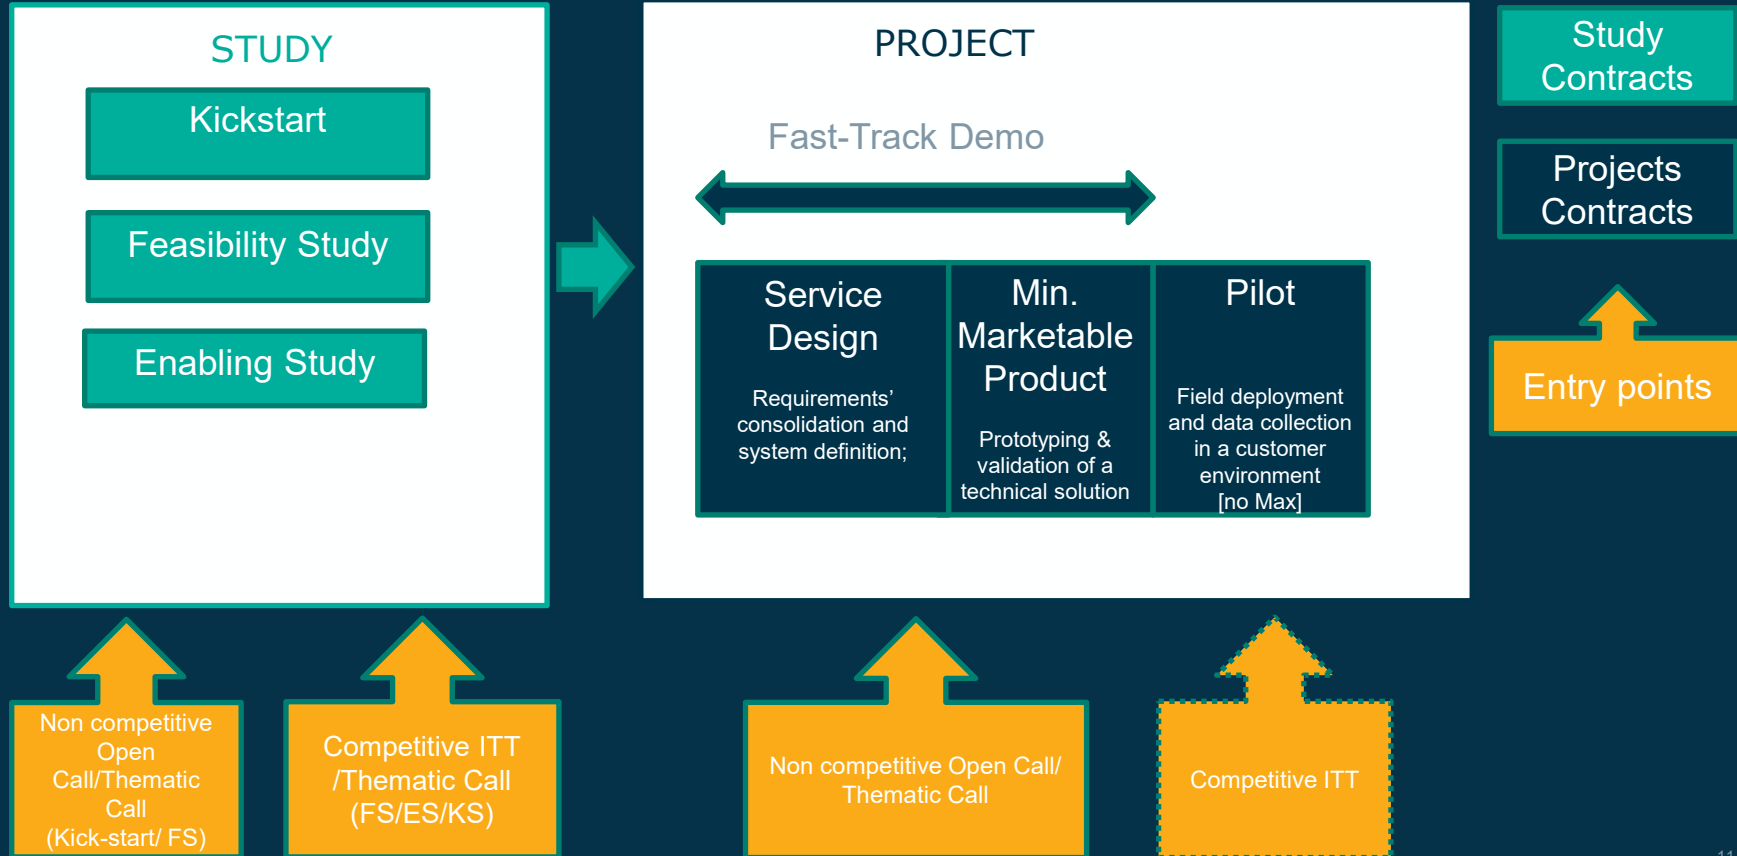 STUDY
Kickstart
Feasibility Study
Enabling Study
PROJECT
Fast-Track Demo
Service
Design
Requirements’
consolidation and
system definition;
Min.
Marketable
Product
Prototyping &
validation of a
technical solution
Pilot
Field deployment
and data collection
in a customer
environment
[no Max]
Study
Contracts
Projects
Contracts
Entry points
Non competitive
Open
Call/Thematic
Call
(Kick-start/ FS)
Competitive ITT
/Thematic Call
(FS/ES/KS)
Non competitive Open Call/
Thematic Call
Competitive ITT
11